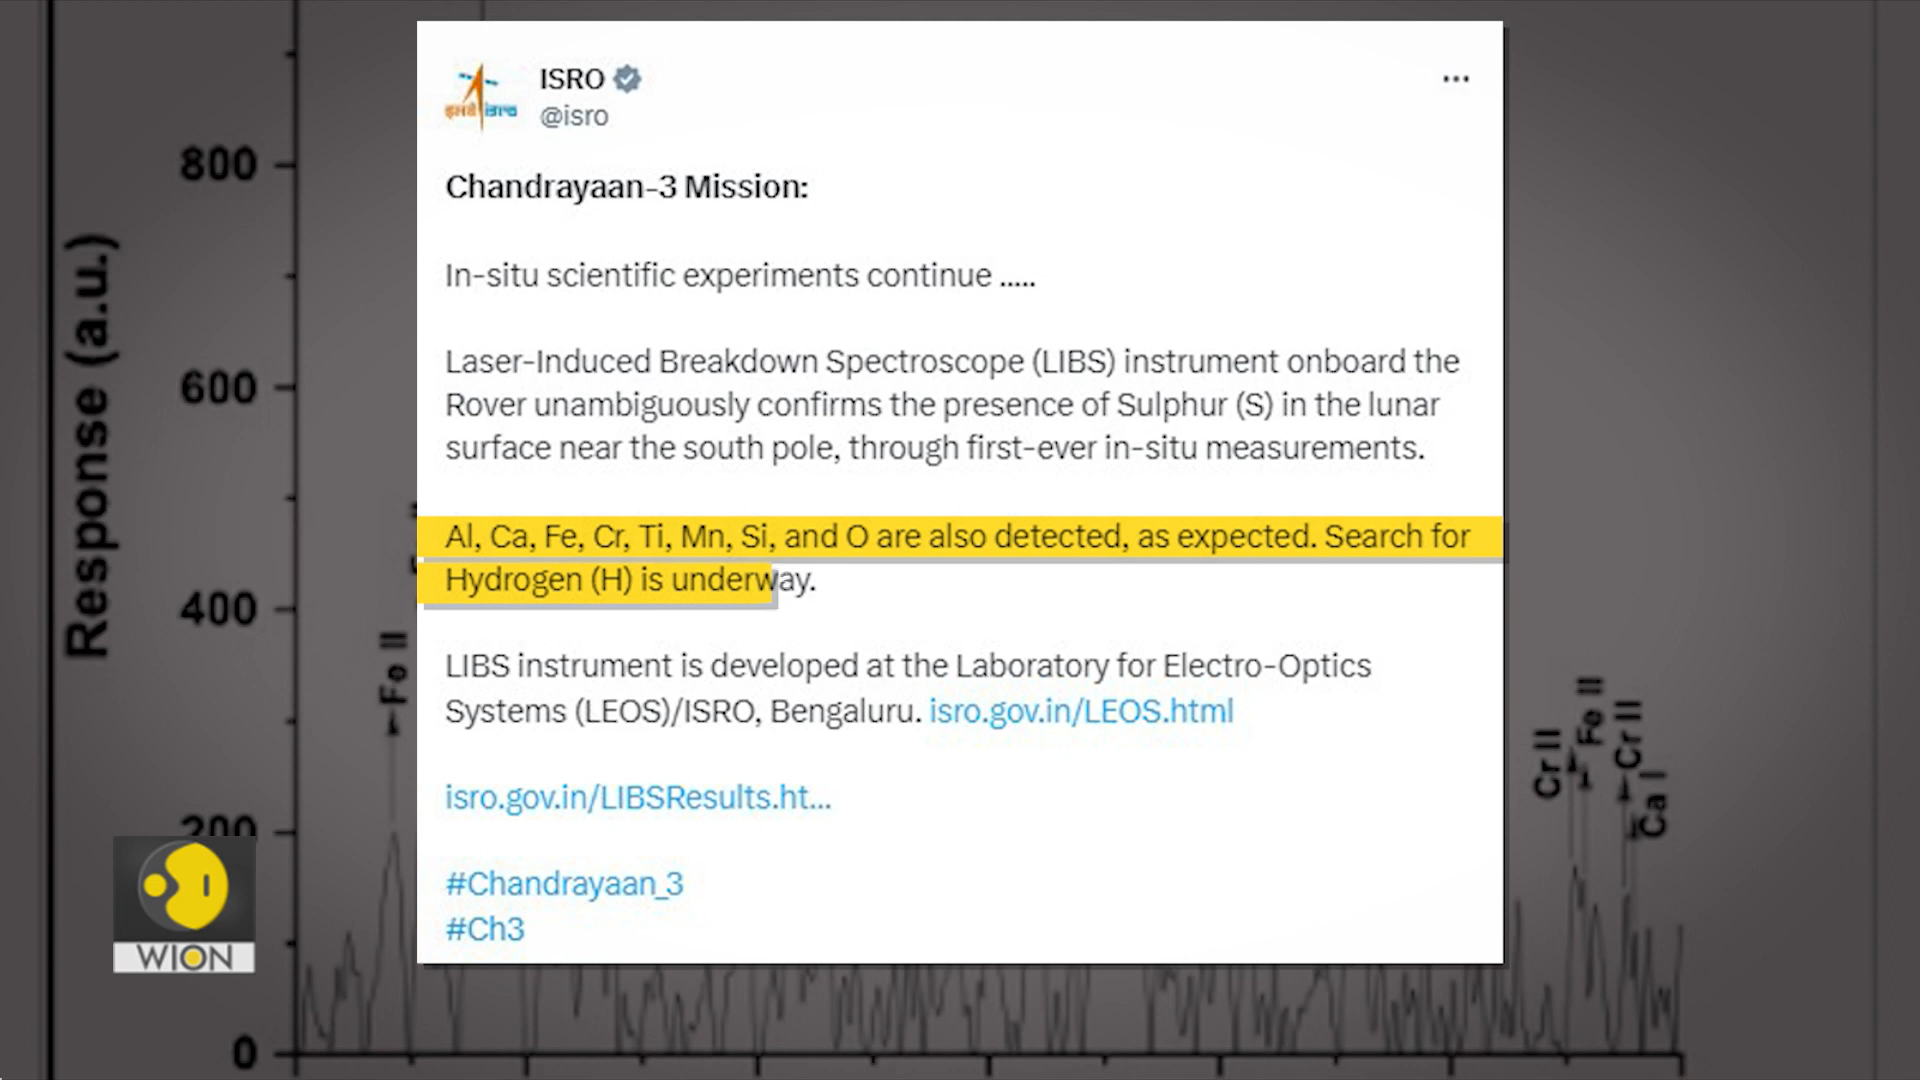 ISRO
@isro
इसरो isro
Chandrayaan-3 Mission:
In-situ scientific experiments continue .....
Laser-Induced Breakdown Spectroscope (LIBS) instrument onboard the
Rover unambiguously confirms the presence of Sulphur (S) in the lunar
surface near the south pole, through first-ever in-situ measurements.
Al, Ca, Fe, Cr, Ti, Mn, Si, and O are also detected, as expected. Search for
Hydrogen (H) is underway.
LIBS instrument is developed at the Laboratory for Electro-Optics
Systems (LEOS)/ISRO, Bengaluru. isro.gov.in/LEOS.html
isro.gov.in/LIBSResults.ht...
#Chandrayaan_3
#Ch3
Response (a.u.)
800
600
400
200
0
Fe II
Cr II
Fe II
Cr II
Ca I
WION